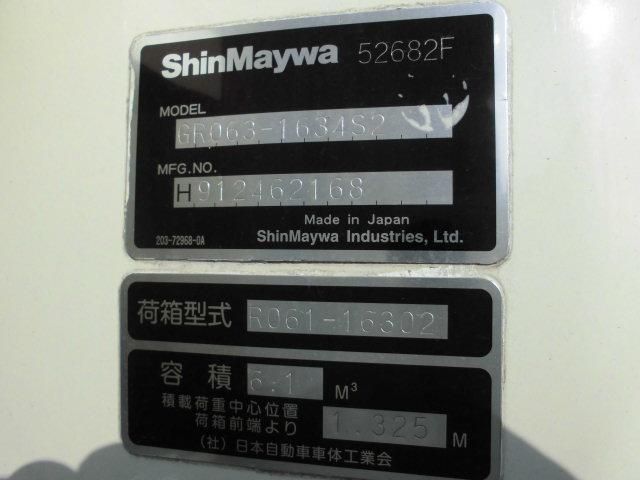 ShinMaywa 52682F
MODEL
GR063-1634S2
MFG.NO.
H912462168
Made in Japan
203-72968-0A ShinMaywa Industries, Ltd.
荷箱型式 R061-16302
容積 6.1 M³
積載荷重中心位置
荷箱前端より 1.325 M
(社)日本自動車車体工業会